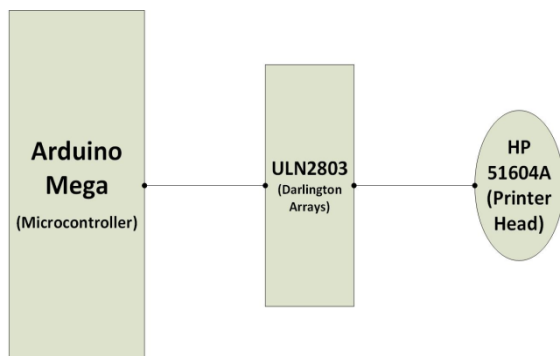 Arduino
Mega
(Microcontroller)
ULN2803
(Darlington
Arrays)
HP
51604A
(Printer
Head)